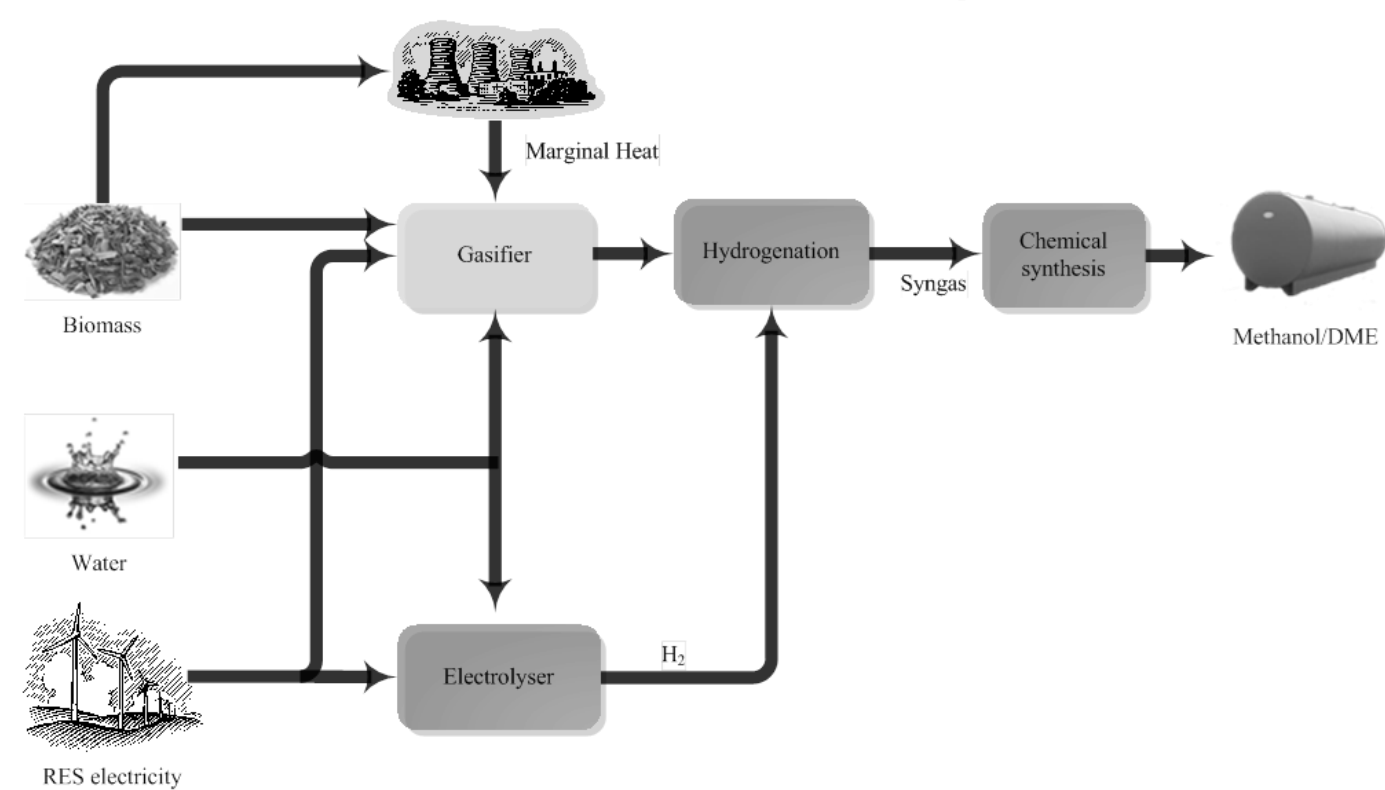 Marginal Heat
Gasifier
Hydrogenation
Chemical
synthesis
Syngas
Biomass
Methanol/DME
Water
Electrolyser
H₂
RES electricity